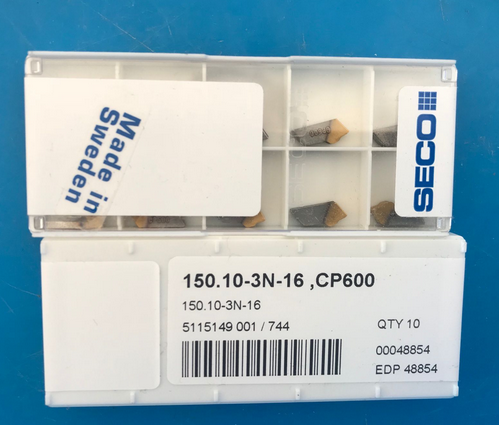 Made in
Sweden
SECO
150.10-3N-16 ,CP600
150.10-3N-16
5115149 001 / 744
QTY 10
00048854
EDP 48854